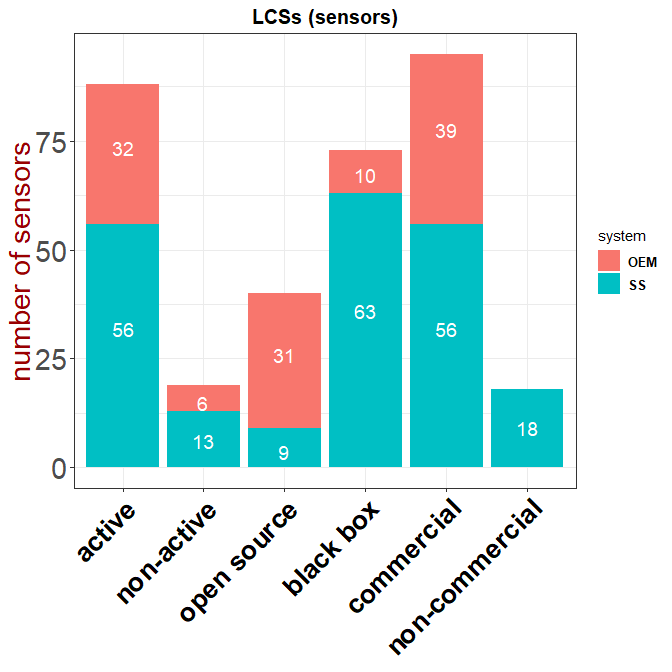 LCSs (sensors)
number of sensors
75
50
25
0
32
56
6
13
31
9
10
63
39
56
18
active
non-active
open source
black box
commercial
non-commercial
system
OEM
SS